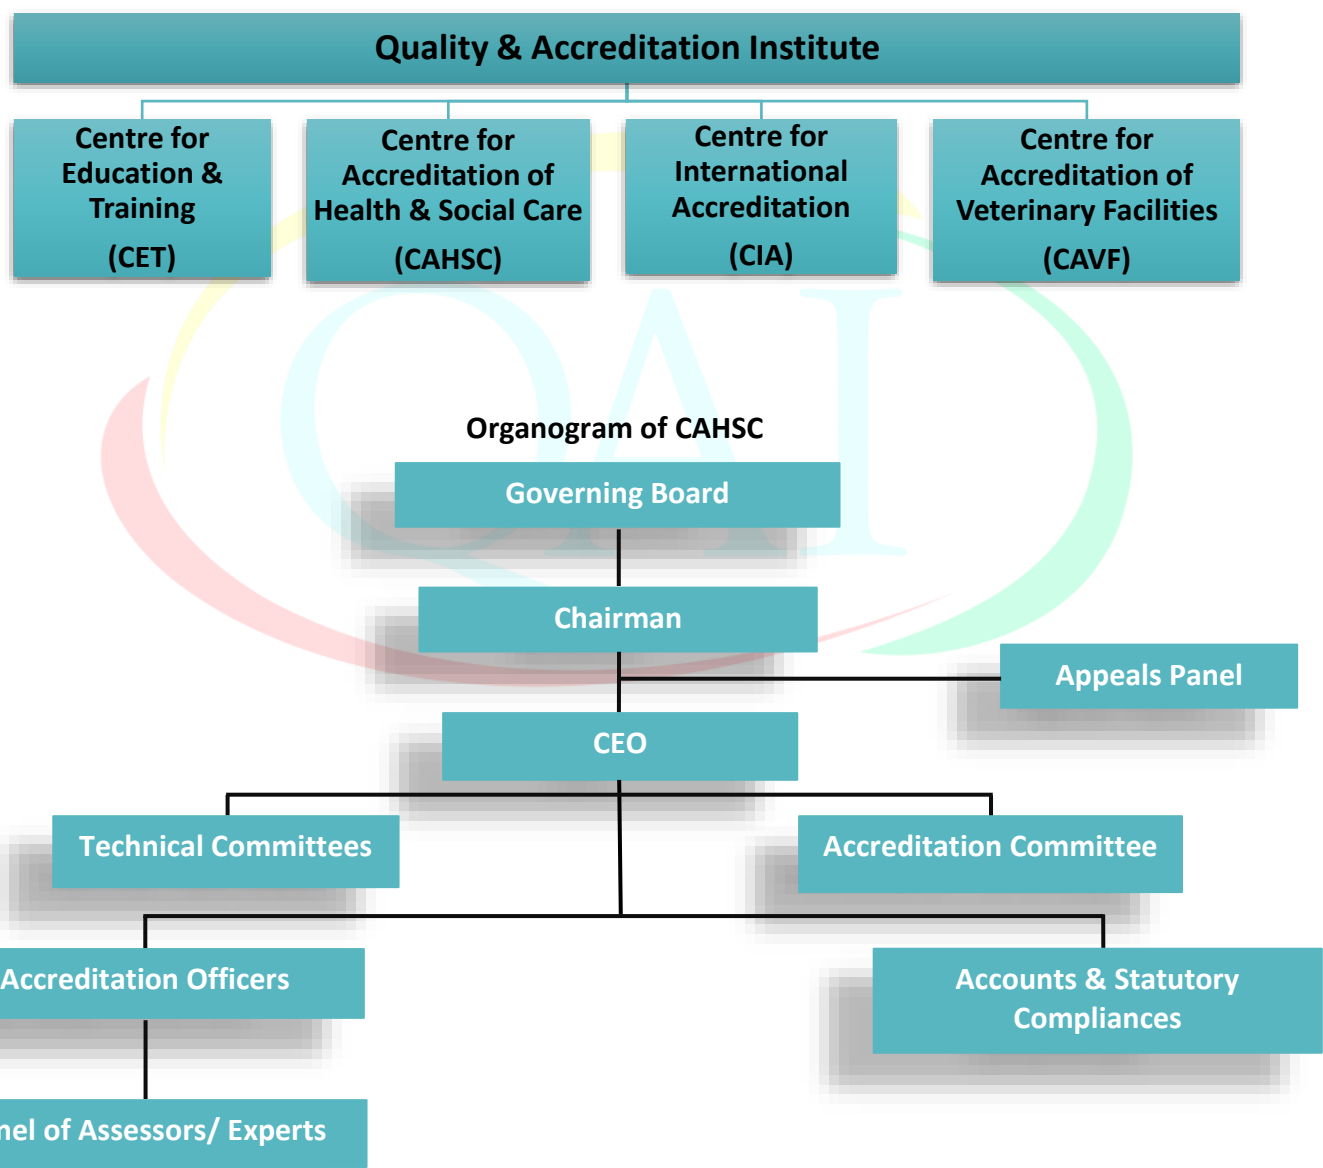 Quality & Accreditation Institute
Centre for
Education &
Training
(CET)
Centre for
Accreditation of
Health & Social Care
(CAHSC)
Centre for
International
Accreditation
(CIA)
Centre for
Accreditation of
Veterinary Facilities
(CAVF)
QAI
Organogram of CAHSC
Governing Board
Chairman
Appeals Panel
CEO
Technical Committees
Accreditation Committee
Accreditation Officers
Accounts & Statutory
Compliances
of Assessors/ Experts